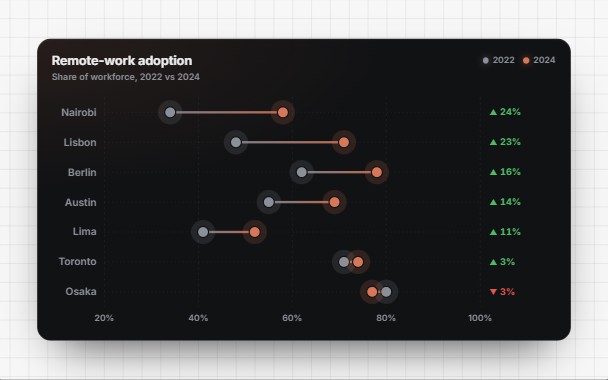 Remote-work adoption
Share of workforce, 2022 vs 2024
2022 2024
Nairobi ▲ 24%
Lisbon ▲ 23%
Berlin ▲ 16%
Austin ▲ 14%
Lima ▲ 11%
Toronto ▲ 3%
Osaka ▼ 3%
20% 40% 60% 80% 100%